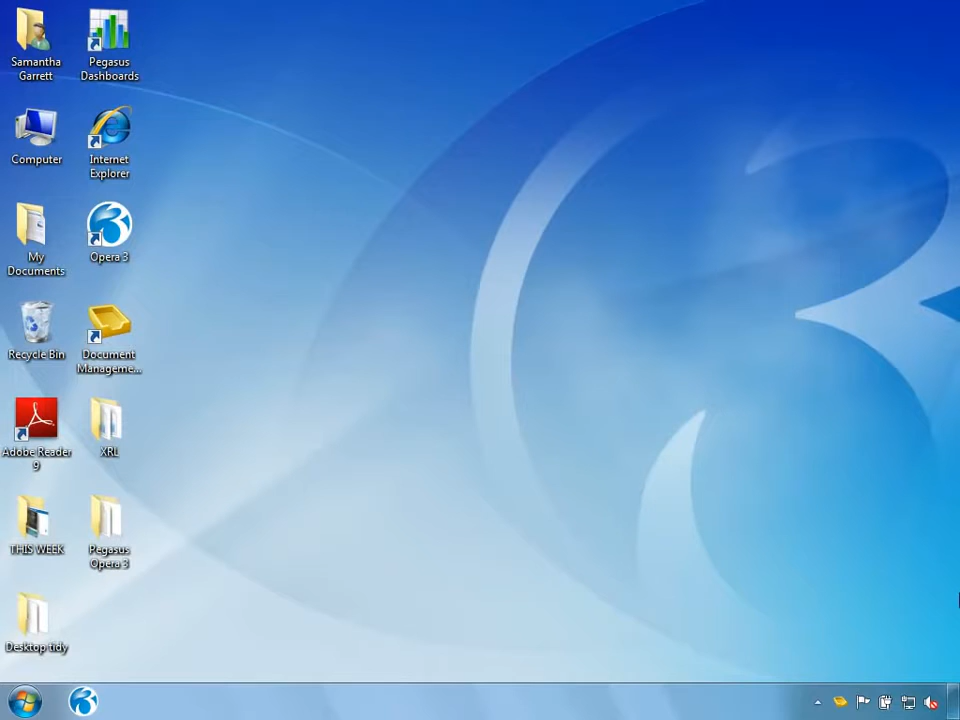 Samantha
Garrett
Pegasus
Dashboards
Computer
Internet
Explorer
My
Documents
Opera 3
Recycle Bin
Document
Manageme...
Adobe Reader
9
XRL
THIS WEEK
Pegasus
Opera 3
Desktop tidy